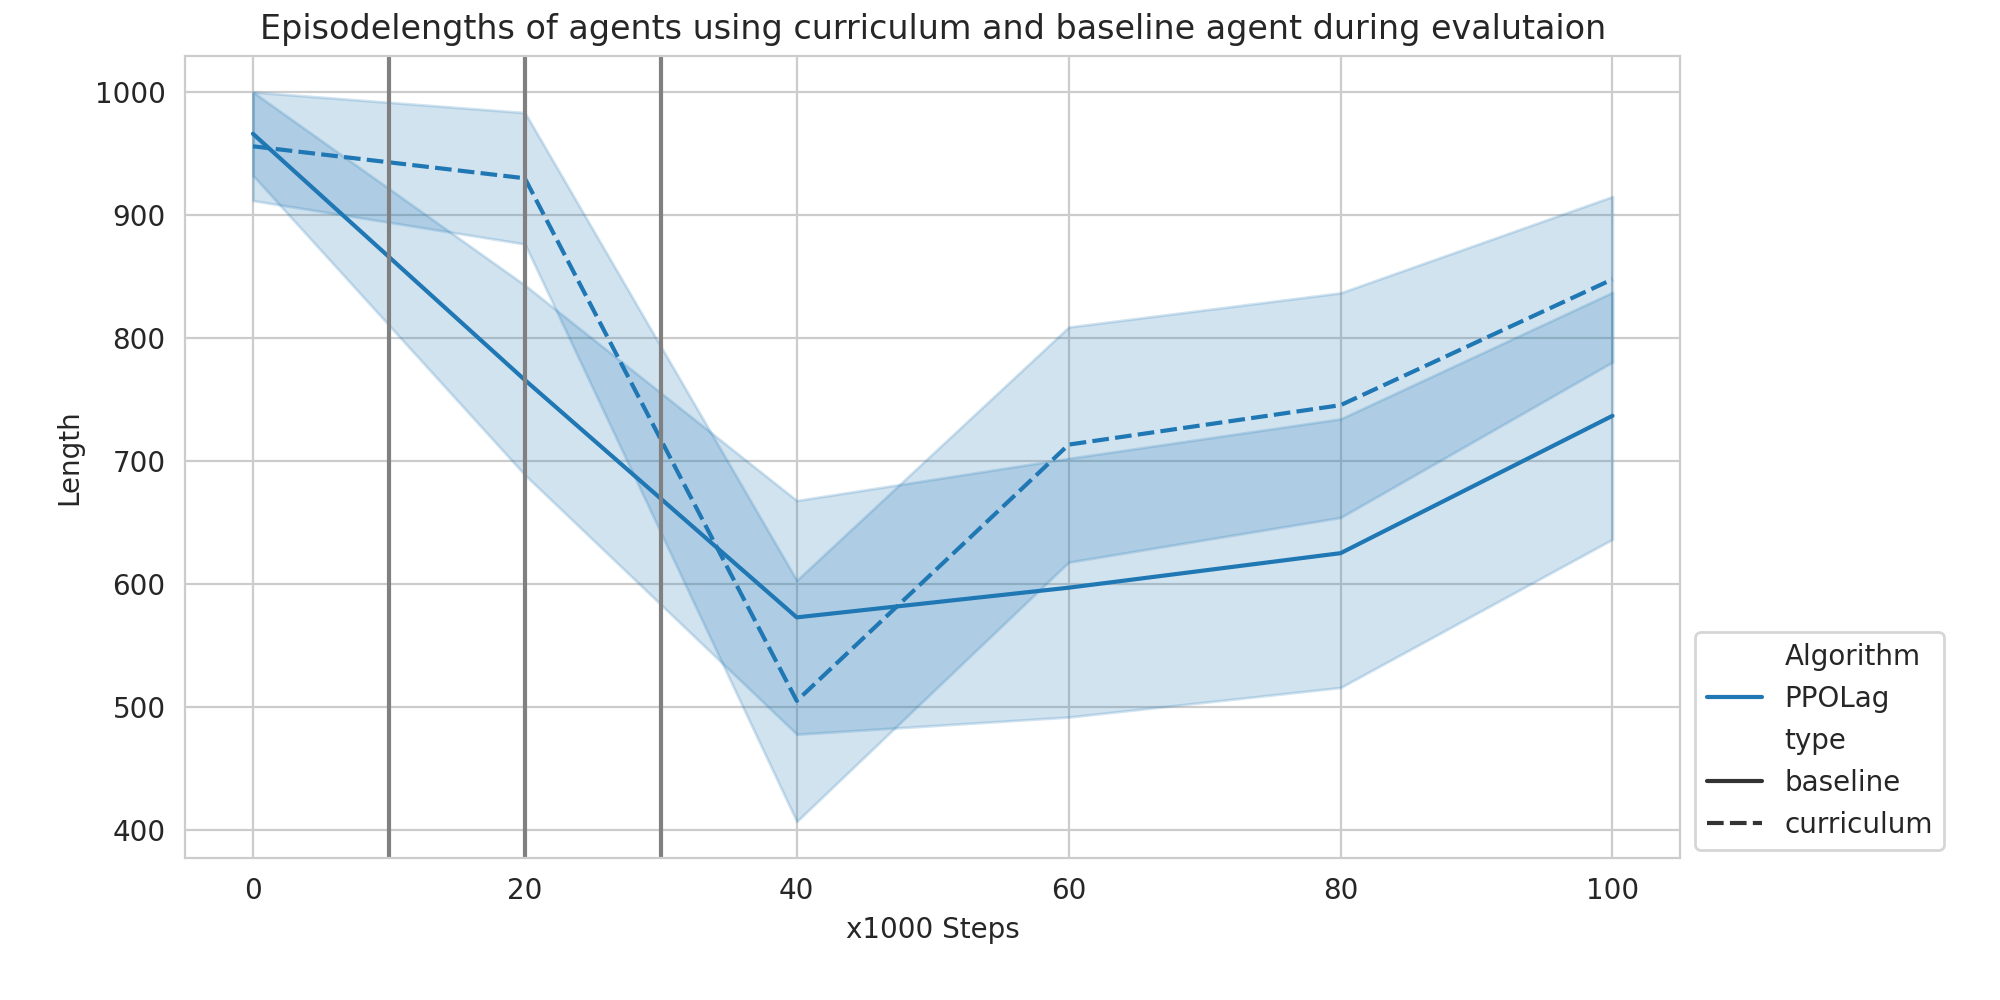 Episodelengths of agents using curriculum and baseline agent during evalutaion
1000
900
800
700
600
500
400
Length
0 20 40 60 80 100
x1000 Steps
Algorithm
PPOLag
type
baseline
curriculum